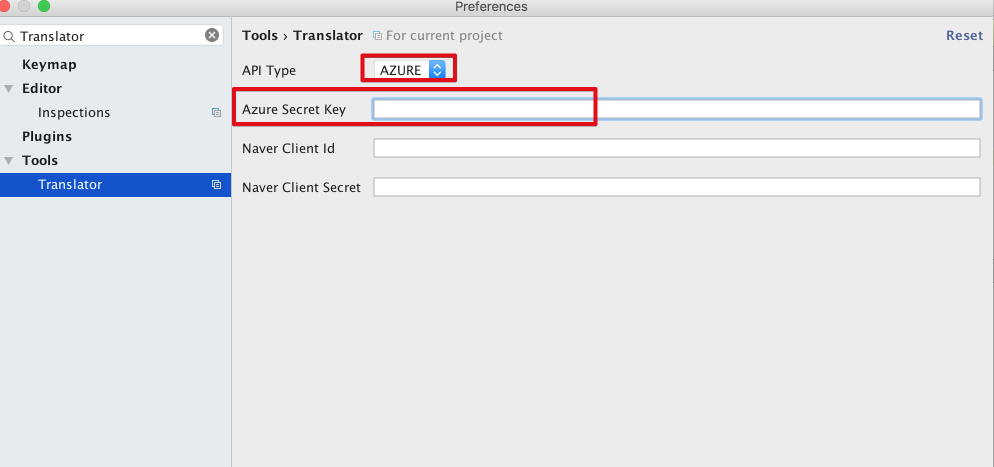 Preferences
Translator
Keymap
Editor
Inspections
Plugins
Tools
Translator
Tools › Translator For current project Reset
API Type AZURE
Azure Secret Key
Naver Client Id
Naver Client Secret